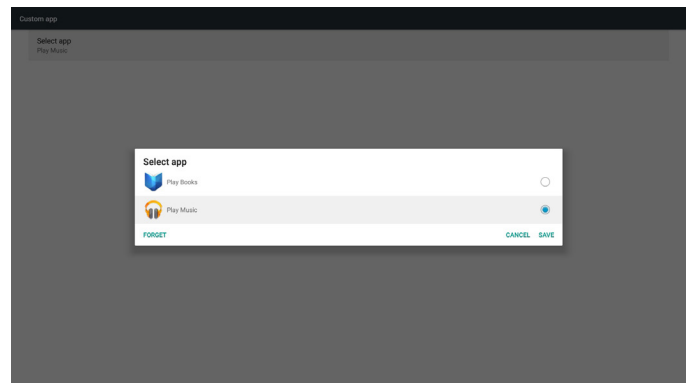 Custom app
Select app
Play Music
Select app
Play Books
Play Music
FORGET CANCEL SAVE